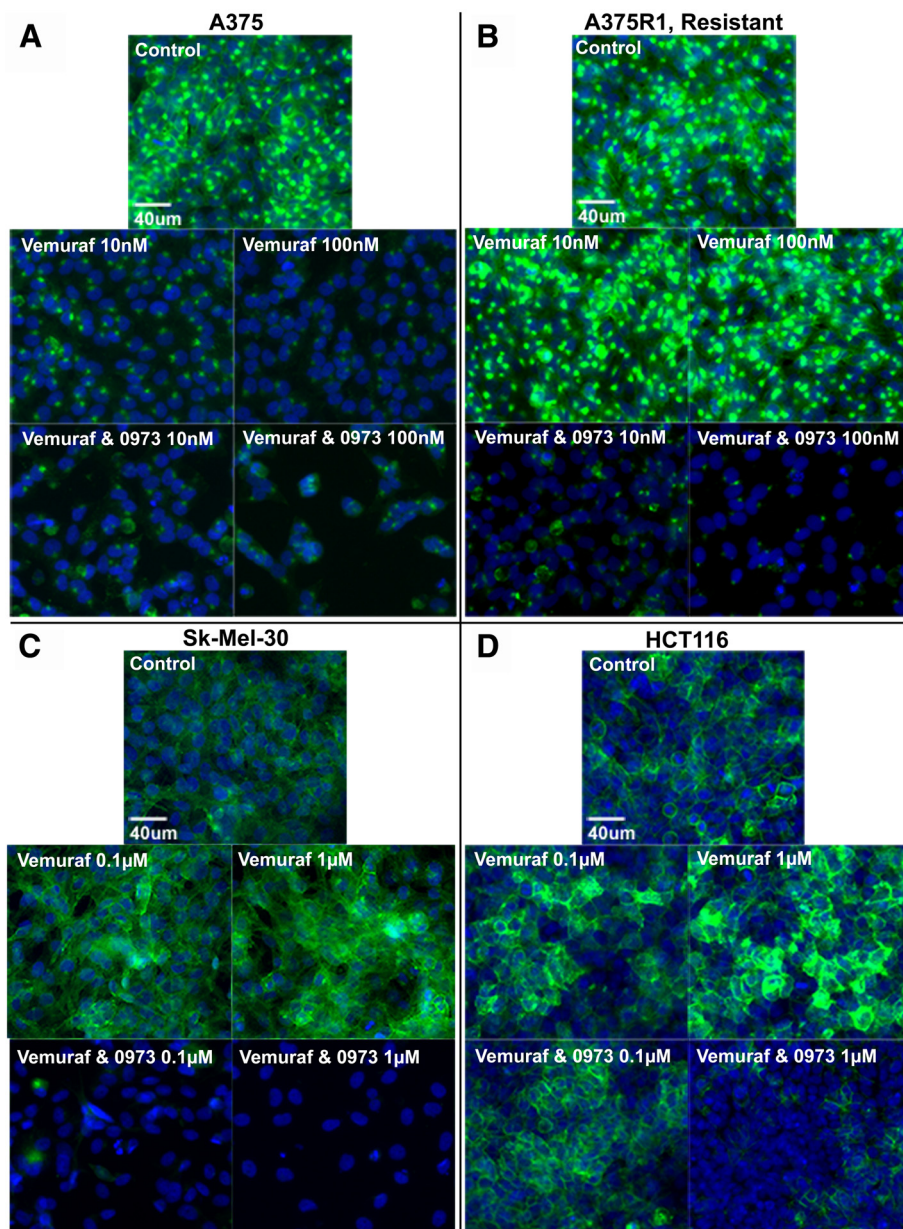 A
A375
Control
40um
Vemuraf 10nM
Vemuraf 100nM
Vemuraf & 0973 10nM
Vemuraf & 0973 100nM
B
A375R1, Resistant
Control
40um
Vemuraf 10nM
Vemuraf 100nM
Vemuraf & 0973 10nM
Vemuraf & 0973 100nM
C
Sk-Mel-30
Control
40um
Vemuraf 0.1µM
Vemuraf 1µM
Vemuraf & 0973 0.1µM
Vemuraf & 0973 1µM
D
HCT116
Control
40um
Vemuraf 0.1µM
Vemuraf 1µM
Vemuraf & 0973 0.1µM
Vemuraf & 0973 1µM